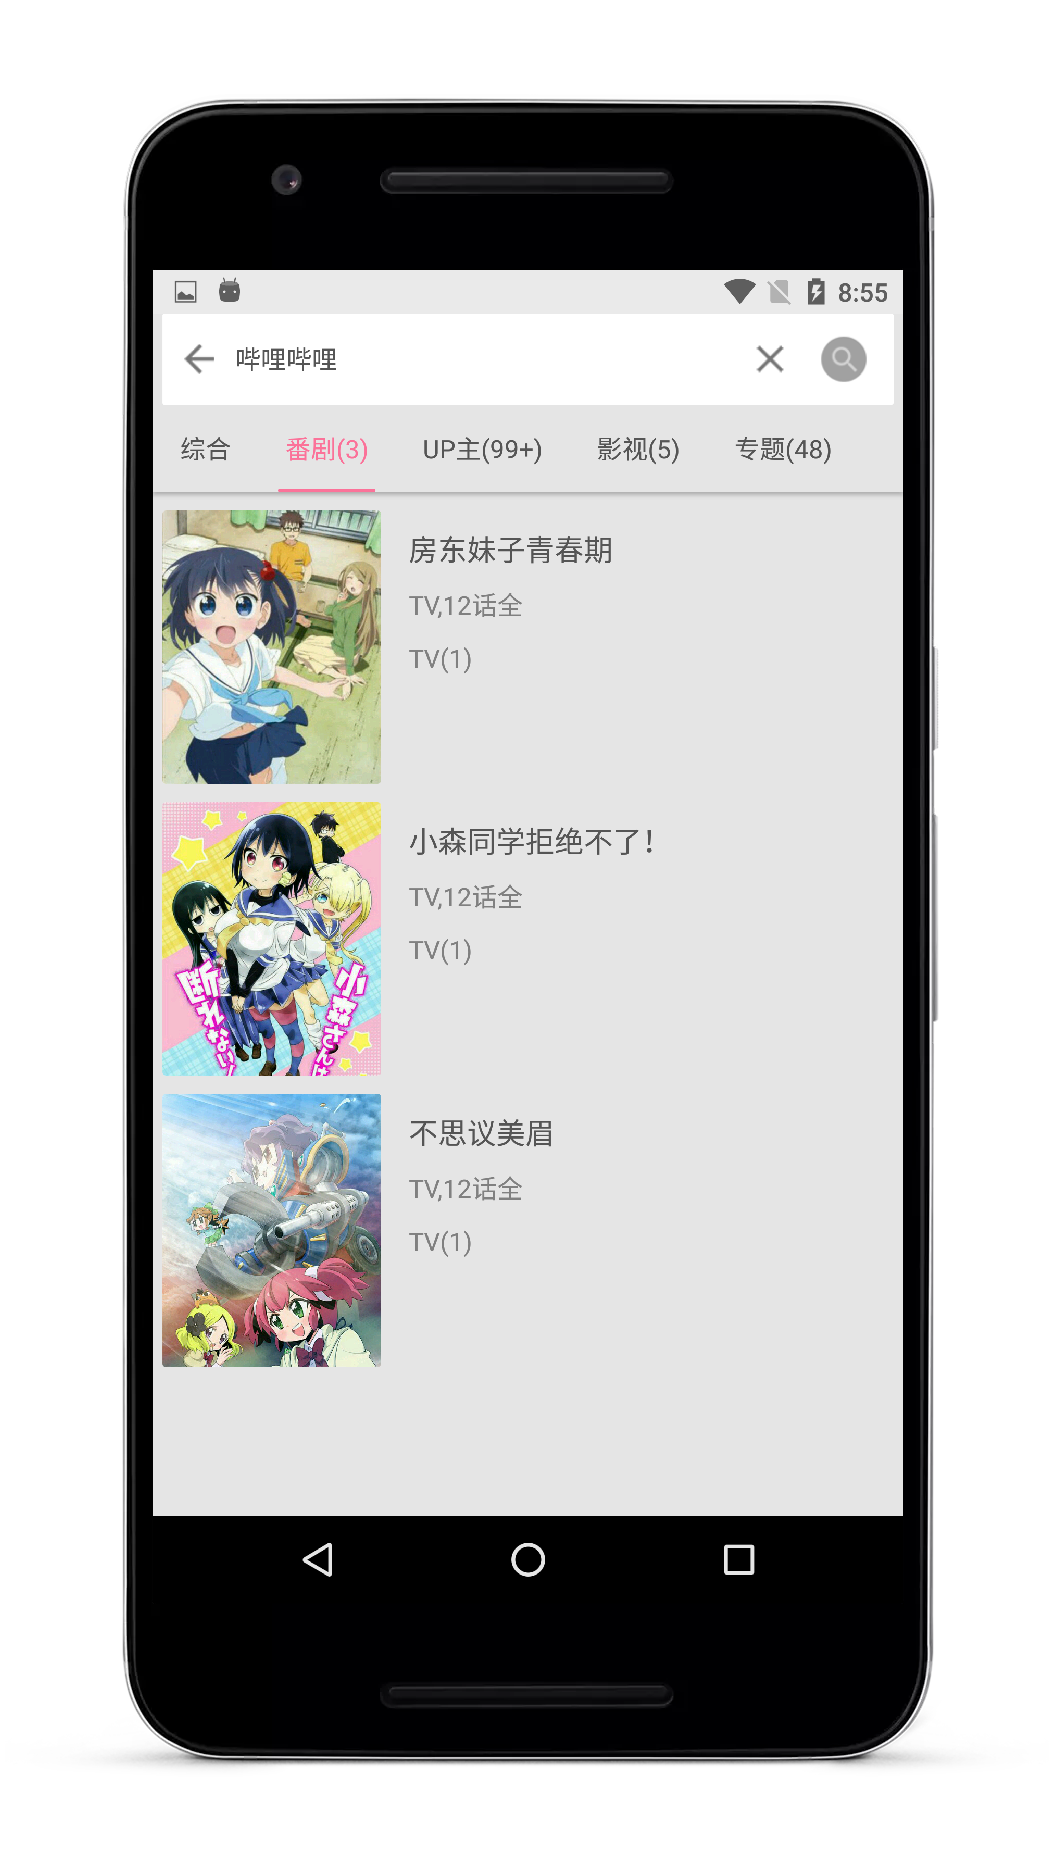 8:55
哔哩哔哩
综合 番剧(3) UP主(99+) 影视(5) 专题(48)
房东妹子青春期
TV,12话全
TV(1)
小森同学拒绝不了！
TV,12话全
TV(1)
小森さんは
断れない！
不思议美眉
TV,12话全
TV(1)